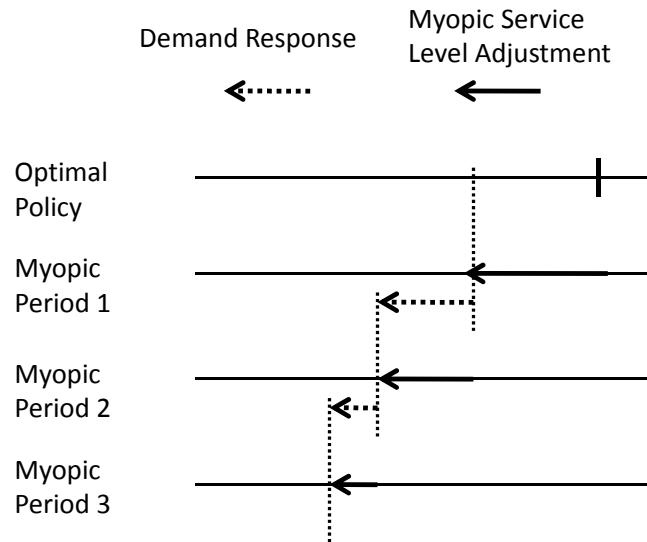 Demand Response
Myopic Service
Level Adjustment
Optimal
Policy
Myopic
Period 1
Myopic
Period 2
Myopic
Period 3